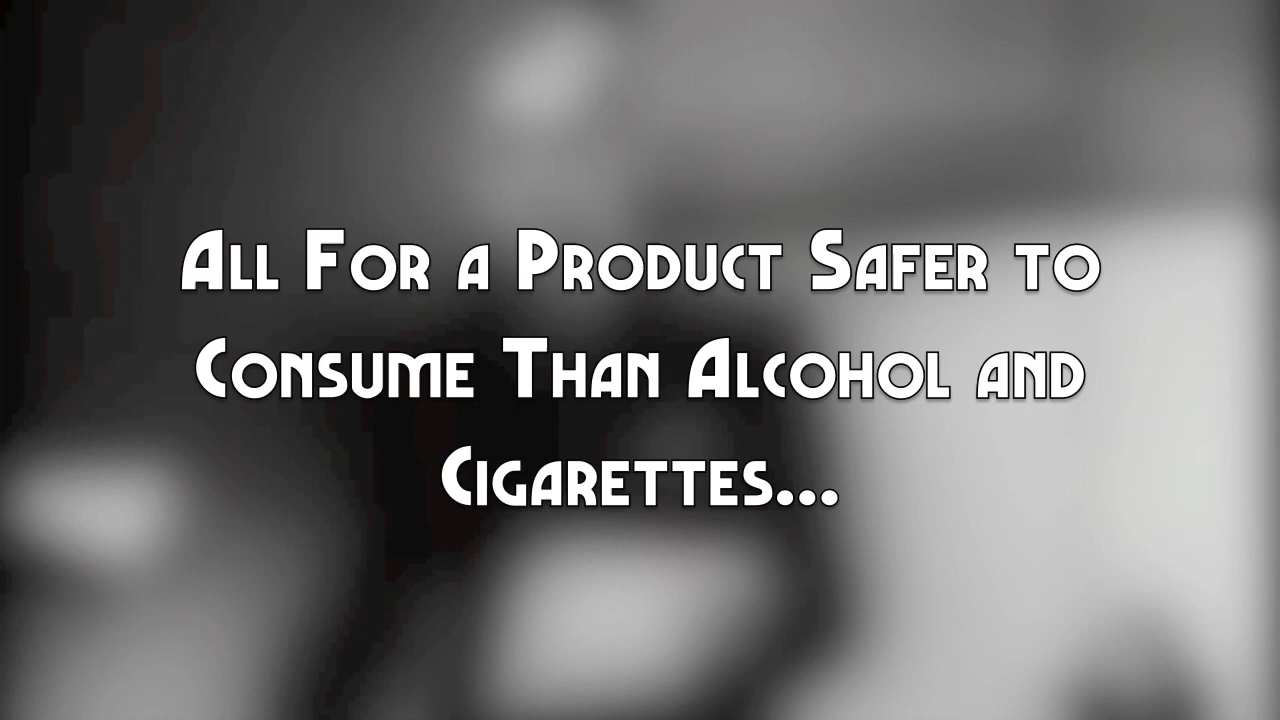 All For a Product Safer to
Consume Than Alcohol and
Cigarettes...